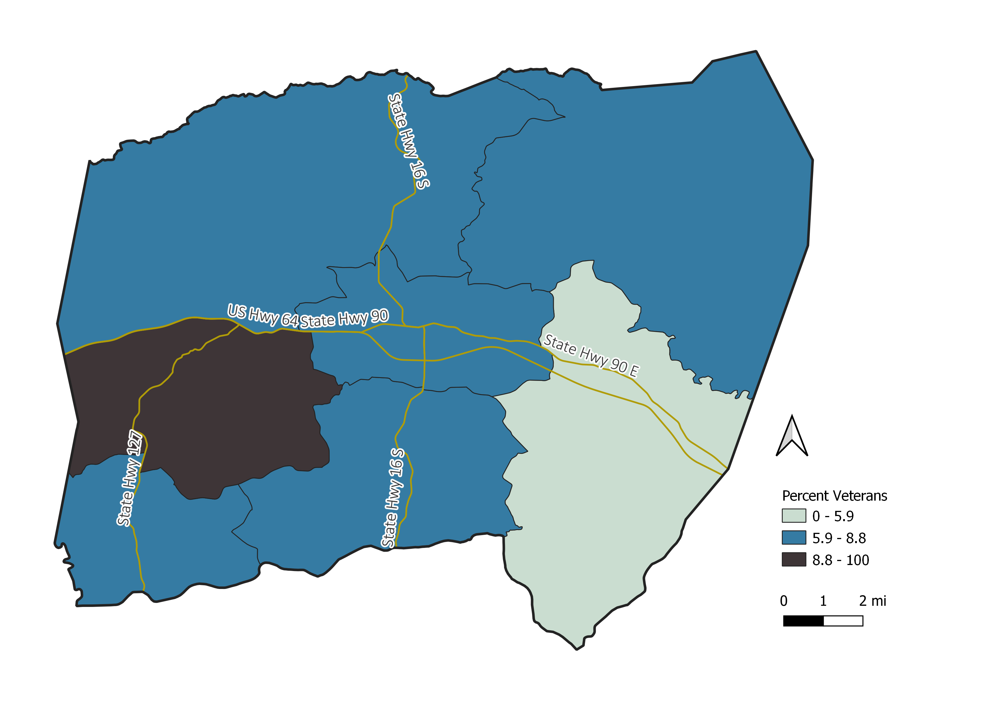 State Hwy 16 S
US Hwy 64
State Hwy 90
State Hwy 90 E
State Hwy 127
State Hwy 16 S
Percent Veterans
0 - 5.9
5.9 - 8.8
8.8 - 100
0 1 2 mi